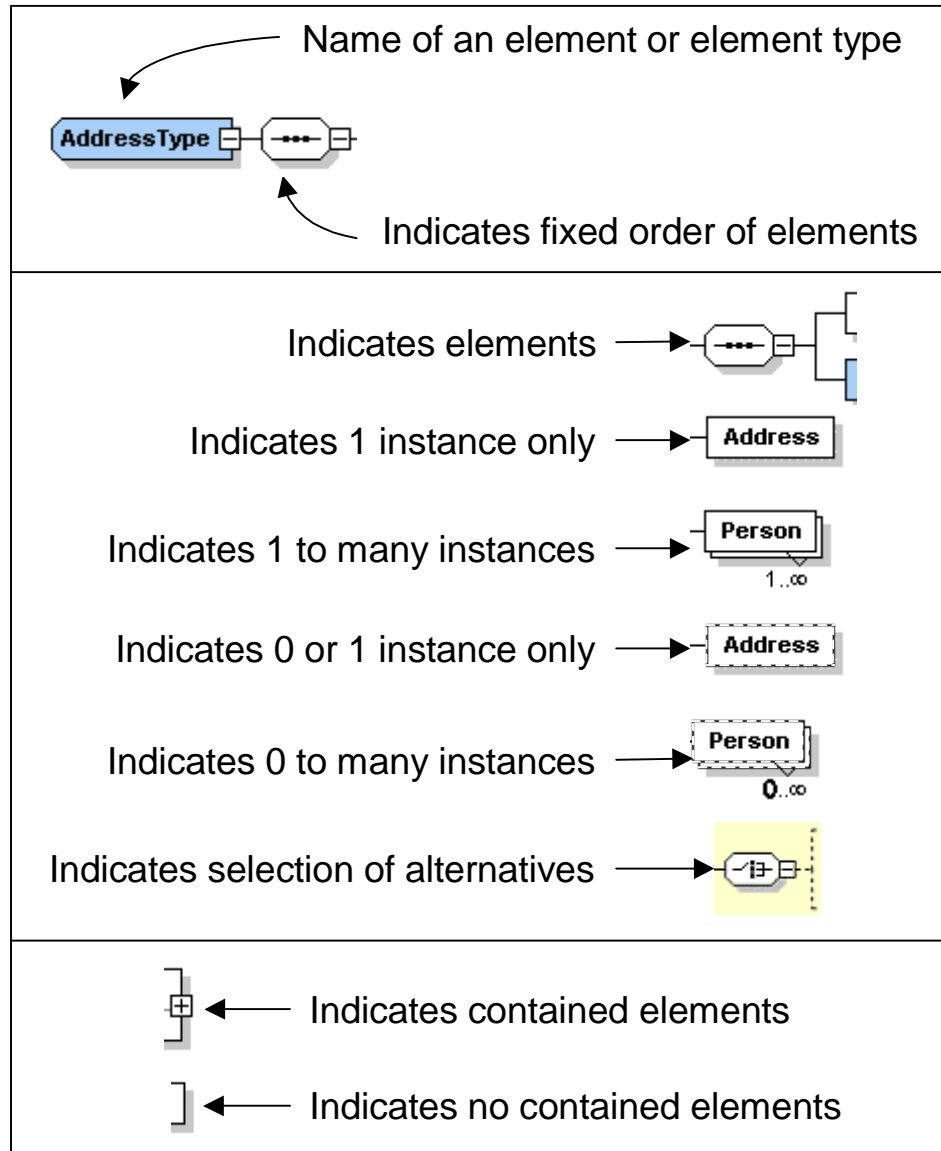 Name of an element or element type
AddressType
Indicates fixed order of elements
Indicates elements
Indicates 1 instance only
Address
Indicates 1 to many instances
Person
1..∞
Indicates 0 or 1 instance only
Address
Indicates 0 to many instances
Person
0..∞
Indicates selection of alternatives
Indicates contained elements
Indicates no contained elements